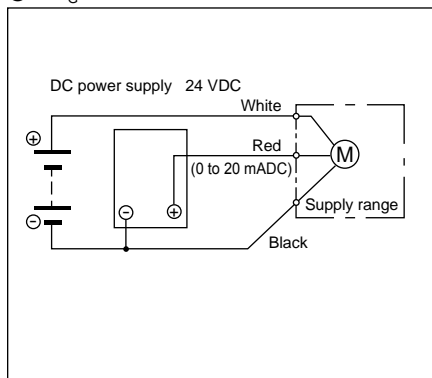 DC power supply 24 VDC
White
⊕
Red
(0 to 20 mADC)
M
⊖
⊖ ⊕
Supply range
Black